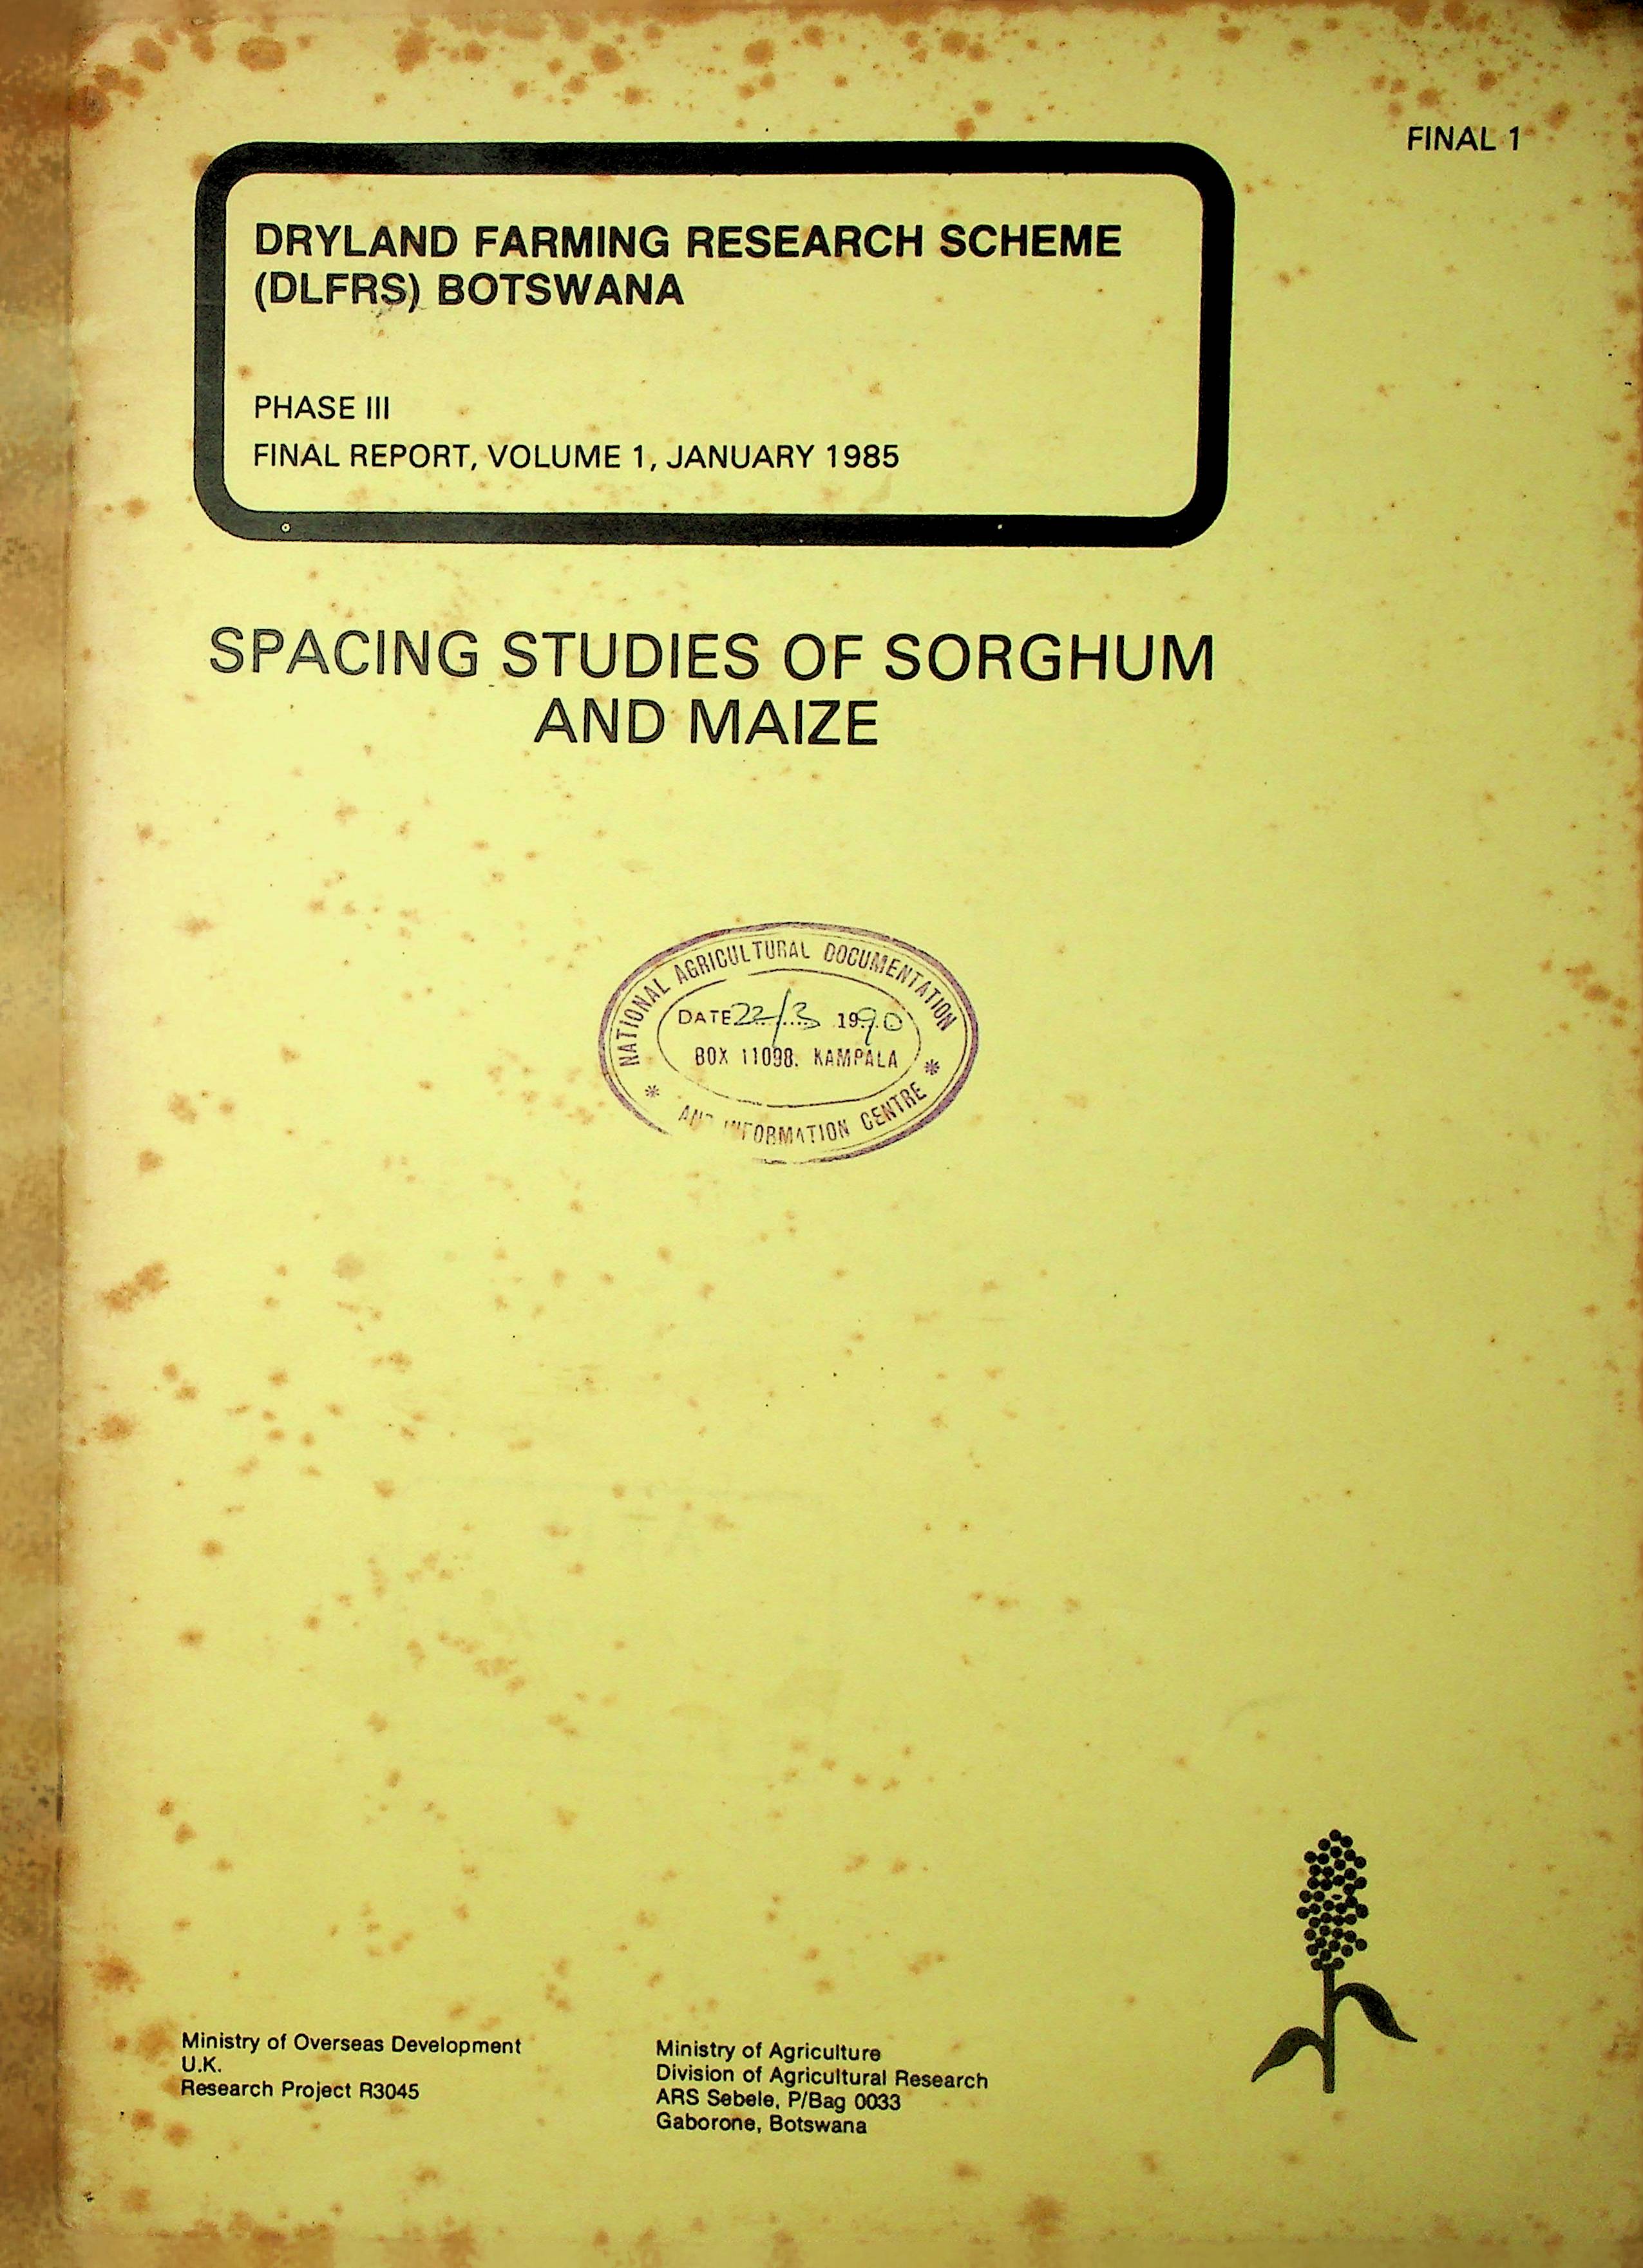 FINAL 1
DRYLAND FARMING RESEARCH SCHEME
(DLFRS) BOTSWANA
PHASE III
FINAL REPORT, VOLUME 1, JANUARY 1985
SPACING STUDIES OF SORGHUM
AND MAIZE
NATIONAL AGRICULTURAL DOCUMENTATION
DATE 22/3 1990
BOX 11098. KAMPALA
* AND INFORMATION CENTRE *
Ministry of Overseas Development
U.K.
Research Project R3045
Ministry of Agriculture
Division of Agricultural Research
ARS Sebele, P/Bag 0033
Gaborone, Botswana